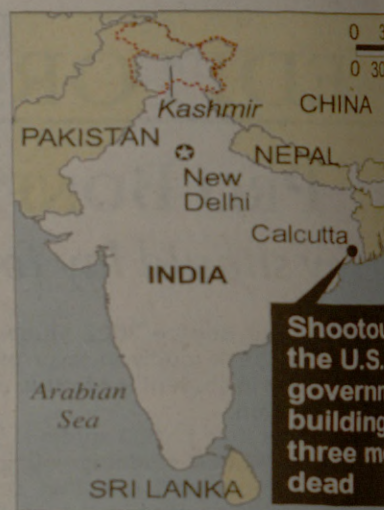 0
0 30
Kashmir
CHINA
PAKISTAN
NEPAL
New
Delhi
Calcutta
INDIA
Shootou
the U.S.
governm
building
three m
dead
Arabian
Sea
SRI LANKA